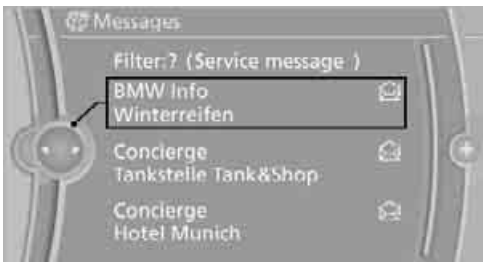 Messages
Filter:? (Service message )
BMW Info
Winterreifen
Concierge
Tankstelle Tank&Shop
Concierge
Hotel Munich